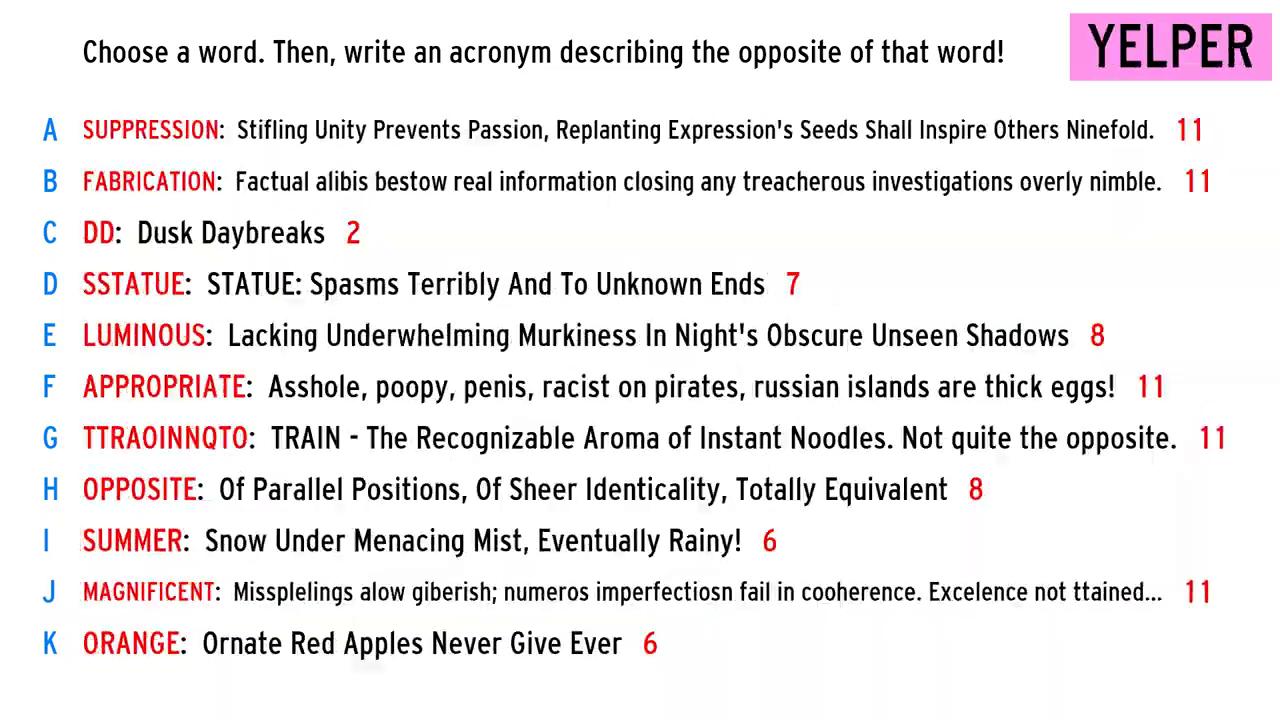 Choose a word. Then, write an acronym describing the opposite of that word!
YELPER
A SUPPRESSION: Stifling Unity Prevents Passion, Replanting Expression's Seeds Shall Inspire Others Ninefold. 11
B FABRICATION: Factual alibis bestow real information closing any treacherous investigations overly nimble. 11
C DD: Dusk Daybreaks 2
D SSTATUE: STATUE: Spasms Terribly And To Unknown Ends 7
E LUMINOUS: Lacking Underwhelming Murkiness In Night's Obscure Unseen Shadows 8
F APPROPRIATE: Asshole, poopy, penis, racist on pirates, russian islands are thick eggs! 11
G TTRAOINNQTO: TRAIN - The Recognizable Aroma of Instant Noodles. Not quite the opposite. 11
H OPPOSITE: Of Parallel Positions, Of Sheer Identicality, Totally Equivalent 8
I SUMMER: Snow Under Menacing Mist, Eventually Rainy! 6
J MAGNIFICENT: Missplelings alow giberish; numeros imperfectiosn fail in cooherence. Excelence not ttained... 11
K ORANGE: Ornate Red Apples Never Give Ever 6